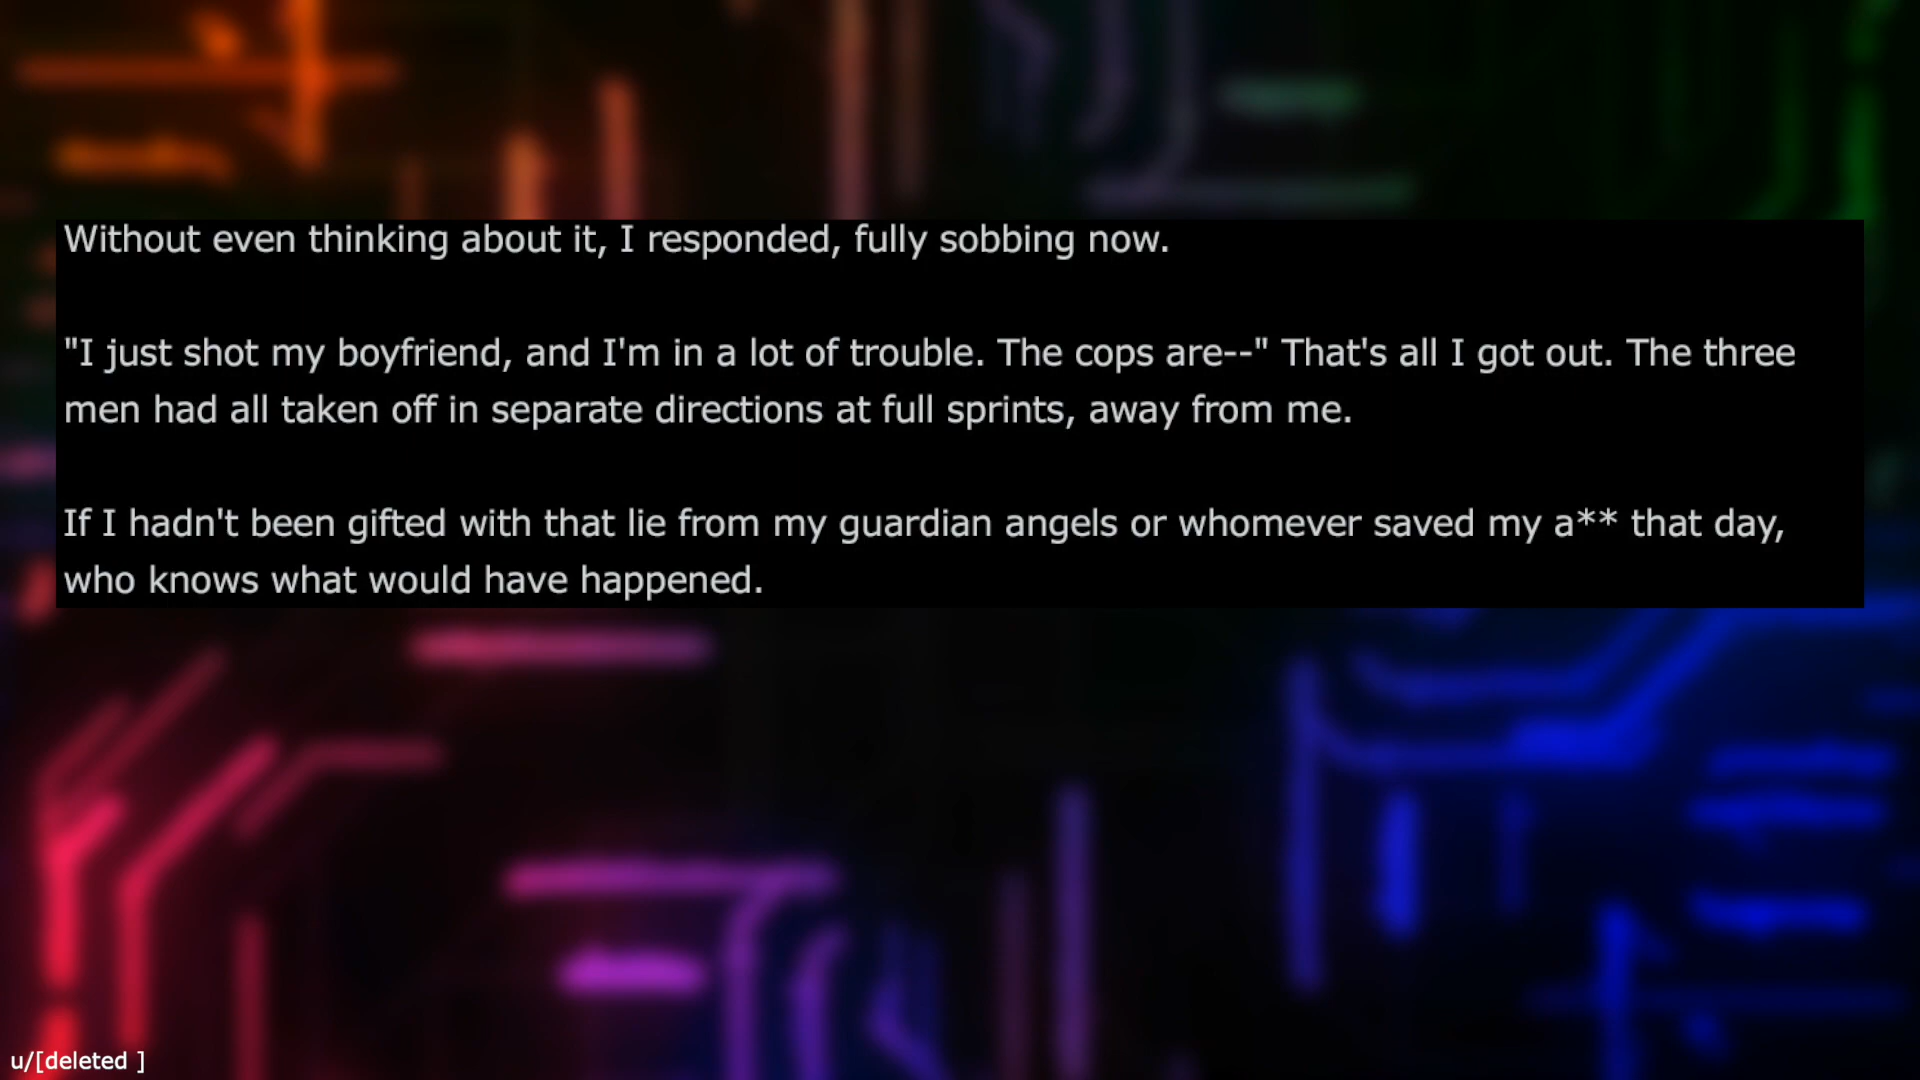 Without even thinking about it, I responded, fully sobbing now.
"I just shot my boyfriend, and I'm in a lot of trouble. The cops are--" That's all I got out. The three
men had all taken off in separate directions at full sprints, away from me.
If I hadn't been gifted with that lie from my guardian angels or whomever saved my a** that day,
who knows what would have happened.
u/[deleted ]